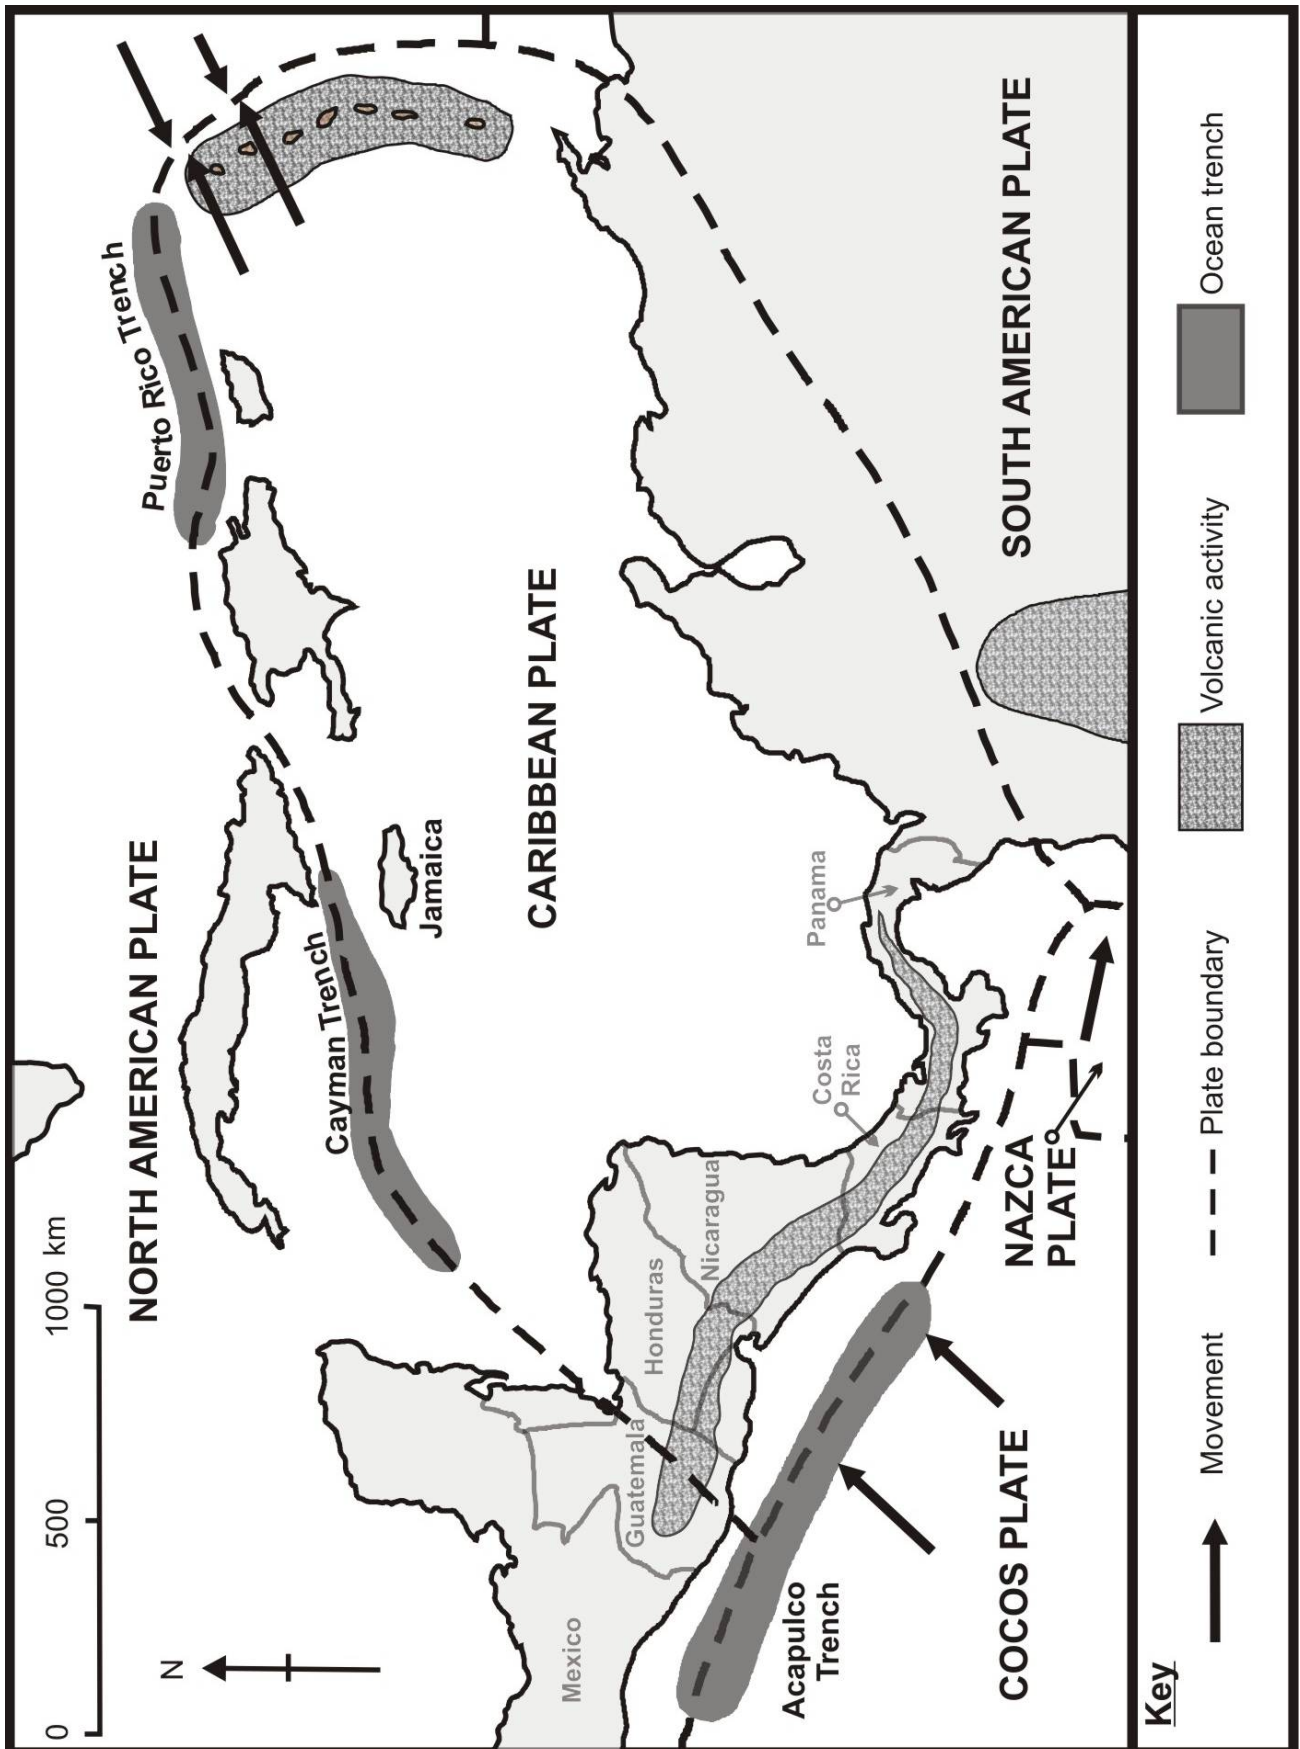 0 500 1000 km
N
NORTH AMERICAN PLATE
Puerto Rico Trench
Cayman Trench
Jamaica
CARIBBEAN PLATE
Mexico
Guatemala
Honduras
Nicaragua
Costa
Rica
Panama
Acapulco
Trench
COCOS PLATE
NAZCA
PLATE
SOUTH AMERICAN PLATE
Key
Movement
Plate boundary
Volcanic activity
Ocean trench